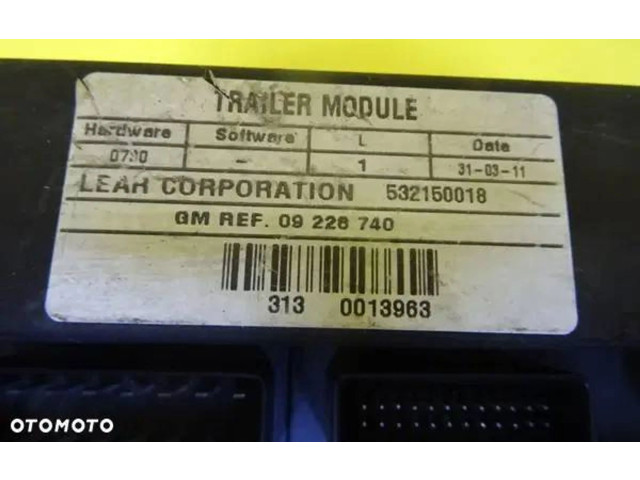 TRAILER MODULE
Hardware Software L Date
0730 - 1 31-03-11
LEAR CORPORATION 532150018
GM REF. 09 226 740
313 0013963
OTOMOTO